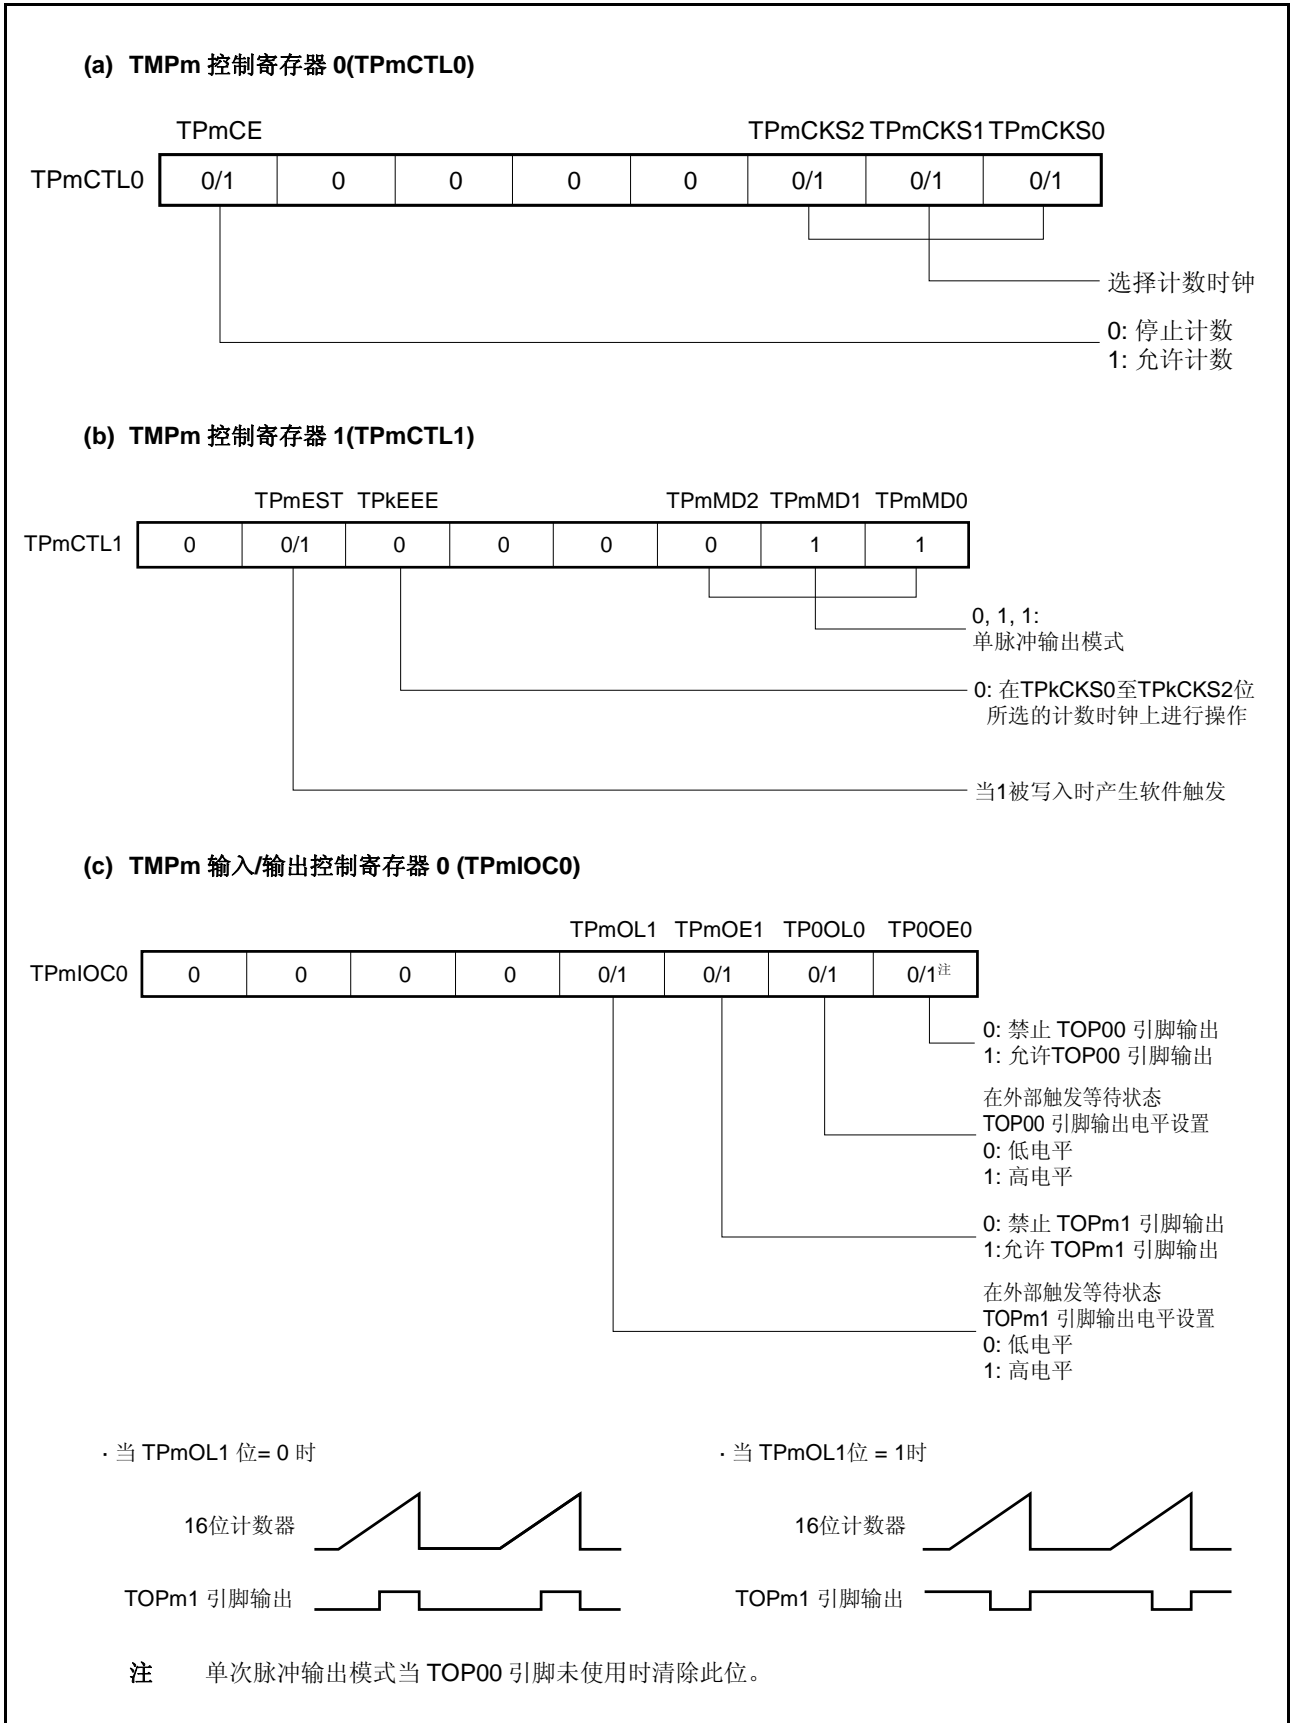 (a) TMPm 控制寄存器 0(TPmCTL0)
TPmCE TPmCKS2 TPmCKS1 TPmCKS0
TPmCTL0 0/1 0 0 0 0 0/1 0/1 0/1
选择计数时钟
0: 停止计数
1: 允许计数
(b) TMPm 控制寄存器 1(TPmCTL1)
TPmEST TPkEEE TPmMD2 TPmMD1 TPmMD0
TPmCTL1 0 0/1 0 0 0 0 1 1
0, 1, 1:
单脉冲输出模式
0: 在TPkCKS0至TPkCKS2位
所选的计数时钟上进行操作
当1被写入时产生软件触发
(c) TMPm 输入/输出控制寄存器 0 (TPmIOC0)
TPmOL1 TPmOE1 TP0OL0 TP0OE0
TPmIOC0 0 0 0 0 0/1 0/1 0/1 0/1注
0: 禁止 TOP00 引脚输出
1: 允许TOP00 引脚输出
在外部触发等待状态
TOP00 引脚输出电平设置
0: 低电平
1: 高电平
0: 禁止 TOPm1 引脚输出
1:允许 TOPm1 引脚输出
在外部触发等待状态
TOPm1 引脚输出电平设置
0: 低电平
1: 高电平
· 当 TPmOL1 位= 0 时 · 当 TPmOL1位 = 1时
16位计数器 16位计数器
TOPm1 引脚输出 TOPm1 引脚输出
注 单次脉冲输出模式当 TOP00 引脚未使用时清除此位。